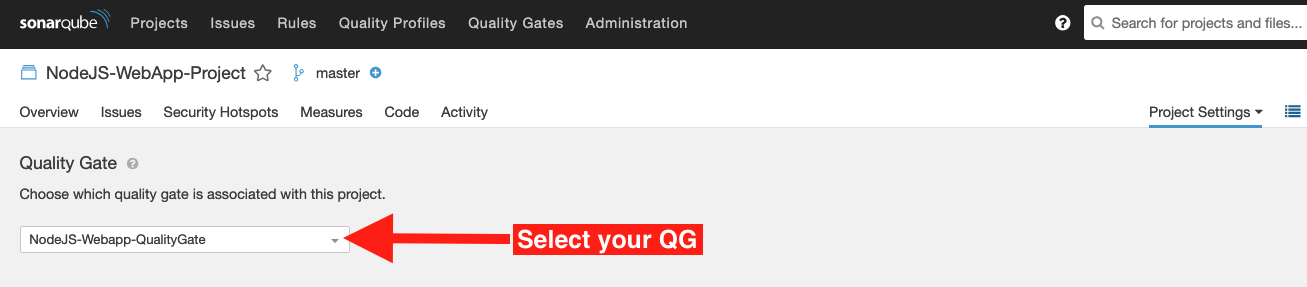 sonarqube Projects Issues Rules Quality Profiles Quality Gates Administration ? Search for projects and files...
NodeJS-WebApp-Project master
Overview Issues Security Hotspots Measures Code Activity Project Settings
Quality Gate ?
Choose which quality gate is associated with this project.
NodeJS-Webapp-QualityGate Select your QG